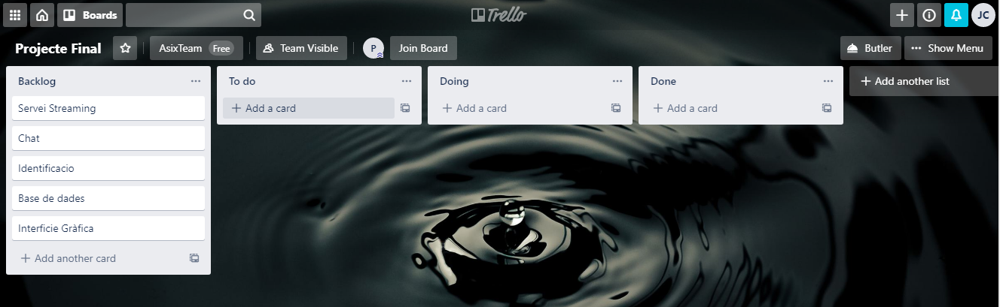 Boards
Trello
JC
Projecte Final
AsixTeam Free
Team Visible
P
Join Board
Butler
Show Menu
Backlog
Servei Streaming
Chat
Identificacio
Base de dades
Interficie Gràfica
Add another card
To do
Add a card
Doing
Add a card
Done
Add a card
Add another list